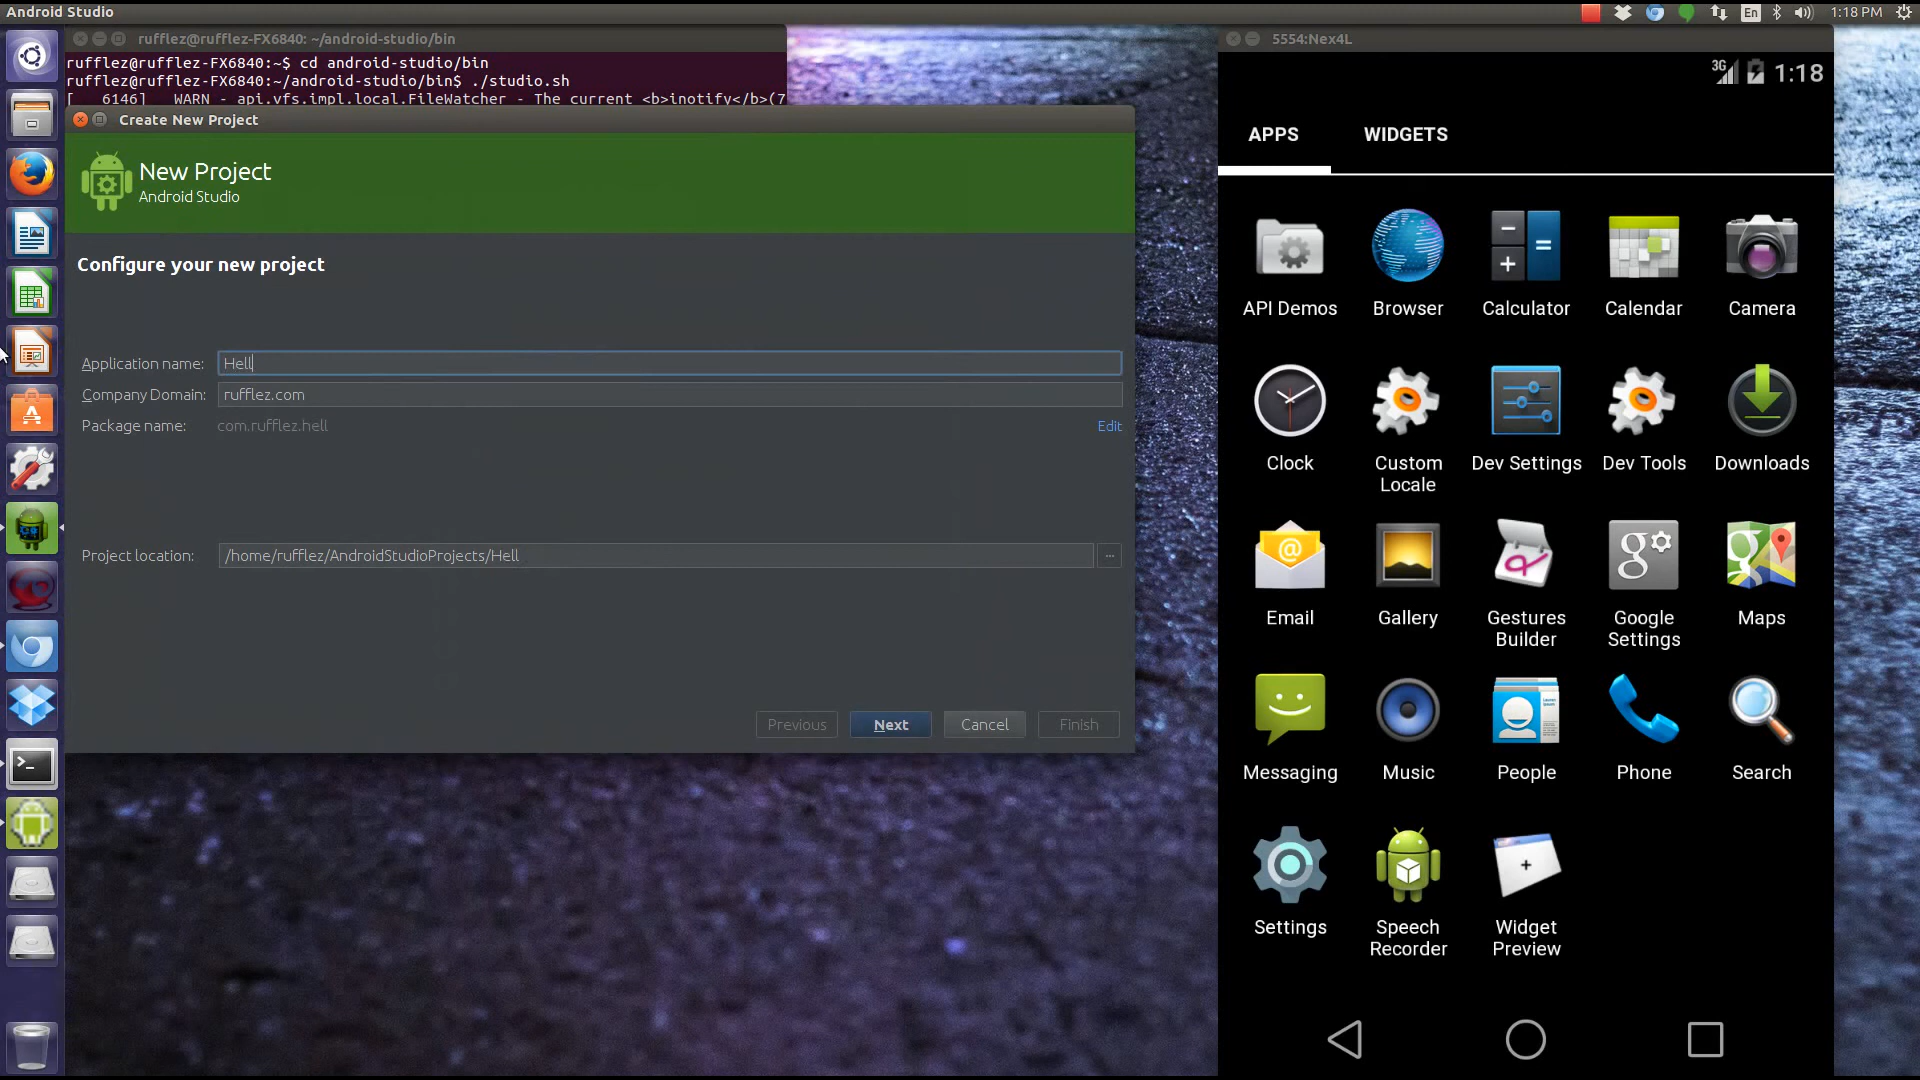 Android Studio
En
1:18 PM
rufflez@rufflez-FX6840: ~/android-studio/bin
rufflez@rufflez-FX6840:~$ cd android-studio/bin
rufflez@rufflez-FX6840:~/android-studio/bin$ ./studio.sh
[   6146]   WARN - api.vfs.impl.local.FileWatcher - The current <b>inotify</b>(7
Create New Project
New Project
Android Studio
Configure your new project
Application name:
Hell
Company Domain:
rufflez.com
Package name:
com.rufflez.hell
Edit
Project location:
/home/rufflez/AndroidStudioProjects/Hell
...
Previous
Next
Cancel
Finish
5554:Nex4L
3G
1:18
APPS
WIDGETS
API Demos
Browser
Calculator
Calendar
Camera
Clock
Custom
Locale
Dev Settings
Dev Tools
Downloads
Email
Gallery
Gestures
Builder
Google
Settings
Maps
Messaging
Music
People
Phone
Search
Settings
Speech
Recorder
Widget
Preview